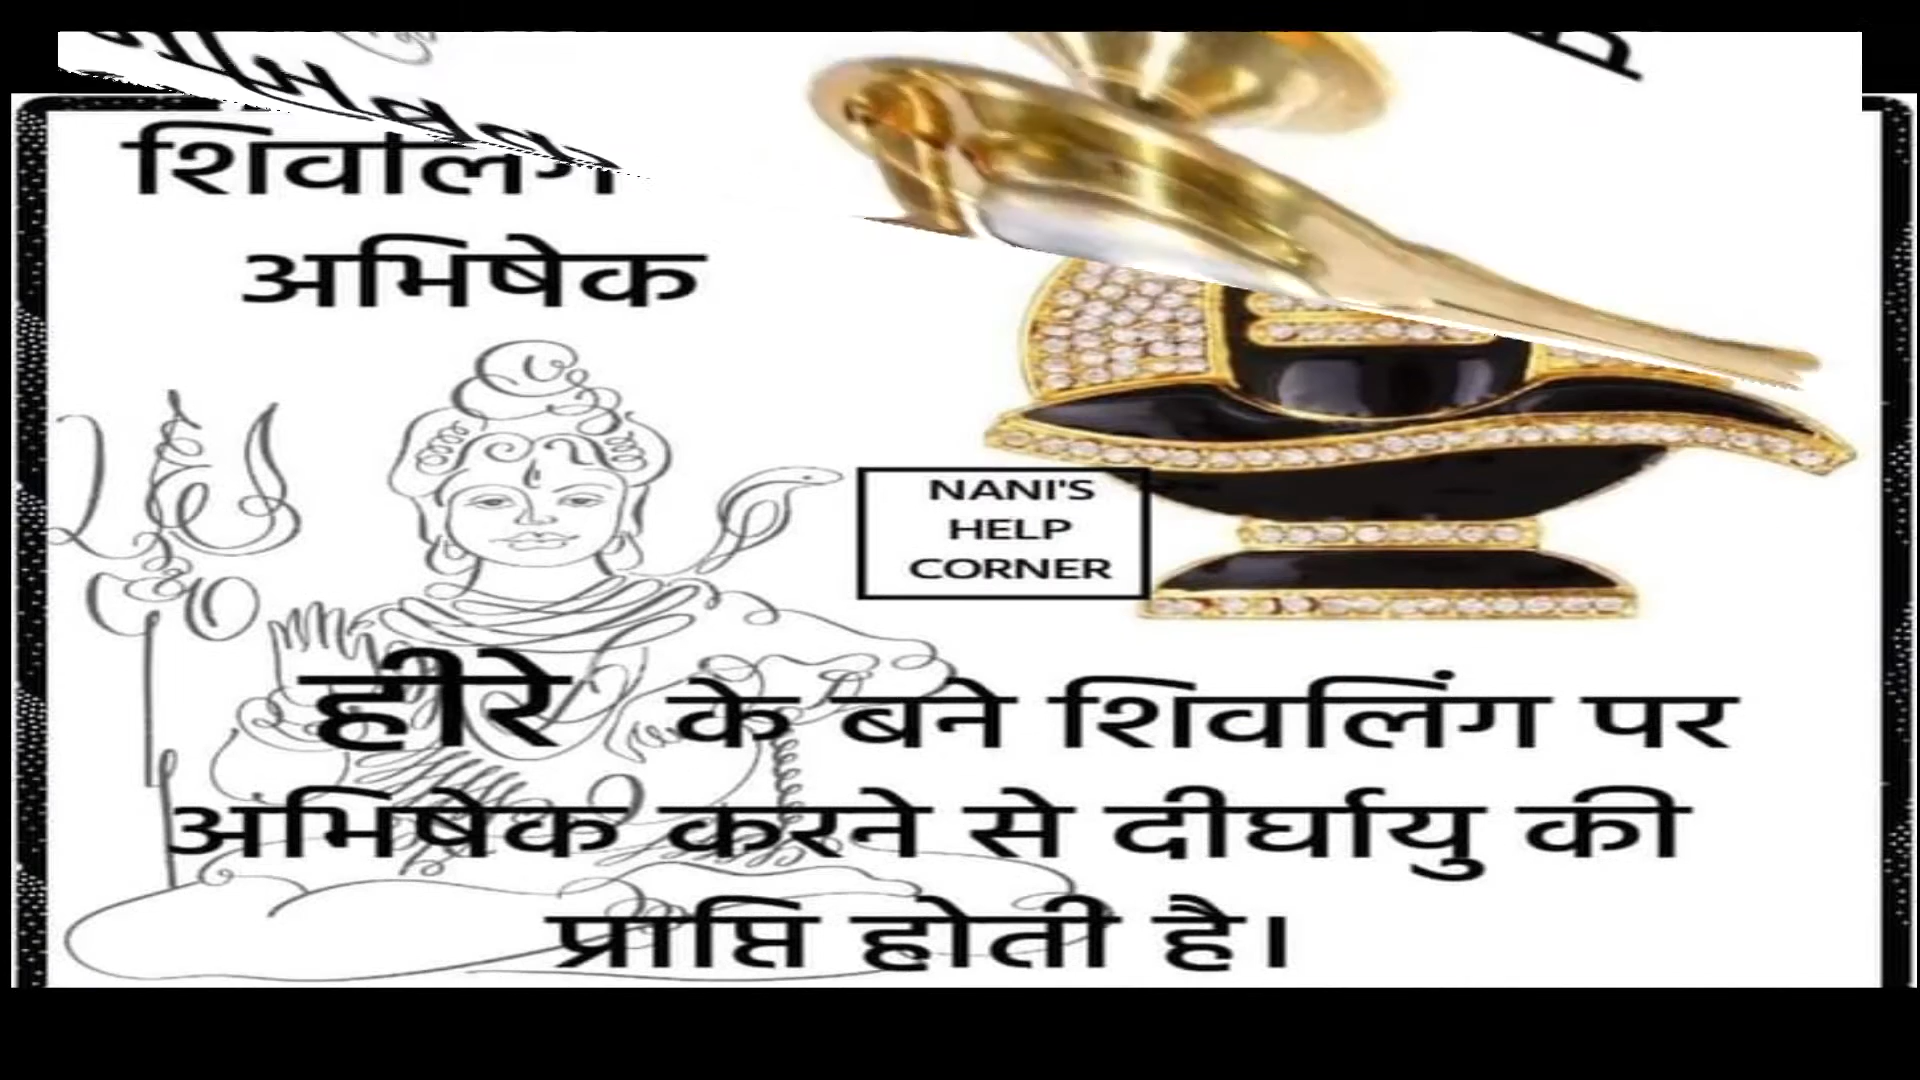 शिवलिंग
अभिषेक
NANI'S
HELP
CORNER
हीरे के बने शिवलिंग पर
अभिषेक करने से दीर्घायु की
प्राप्ति होती है।